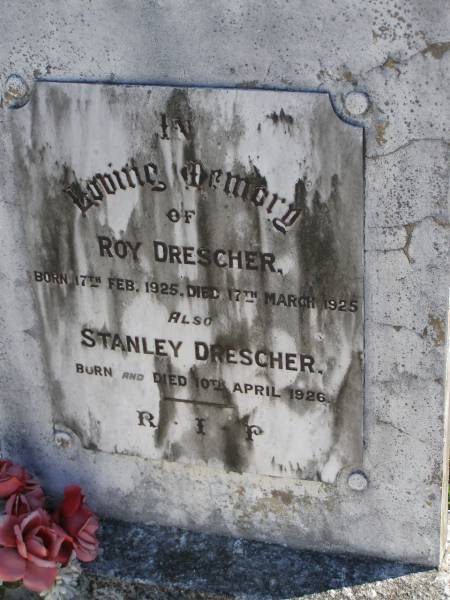 IN
Loving Memory
OF
ROY DRESCHER,
BORN 17TH FEB. 1925. DIED 17TH MARCH 1925
ALSO
STANLEY DRESCHER.
BORN AND DIED 10TH APRIL 1926.
R · I · P